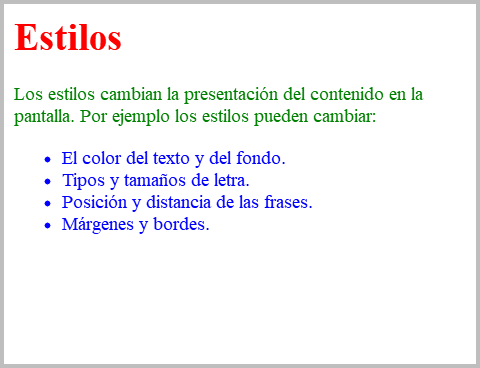 Estilos
Los estilos cambian la presentación del contenido en la
pantalla. Por ejemplo los estilos pueden cambiar:
• El color del texto y del fondo.
• Tipos y tamaños de letra.
• Posición y distancia de las frases.
• Márgenes y bordes.